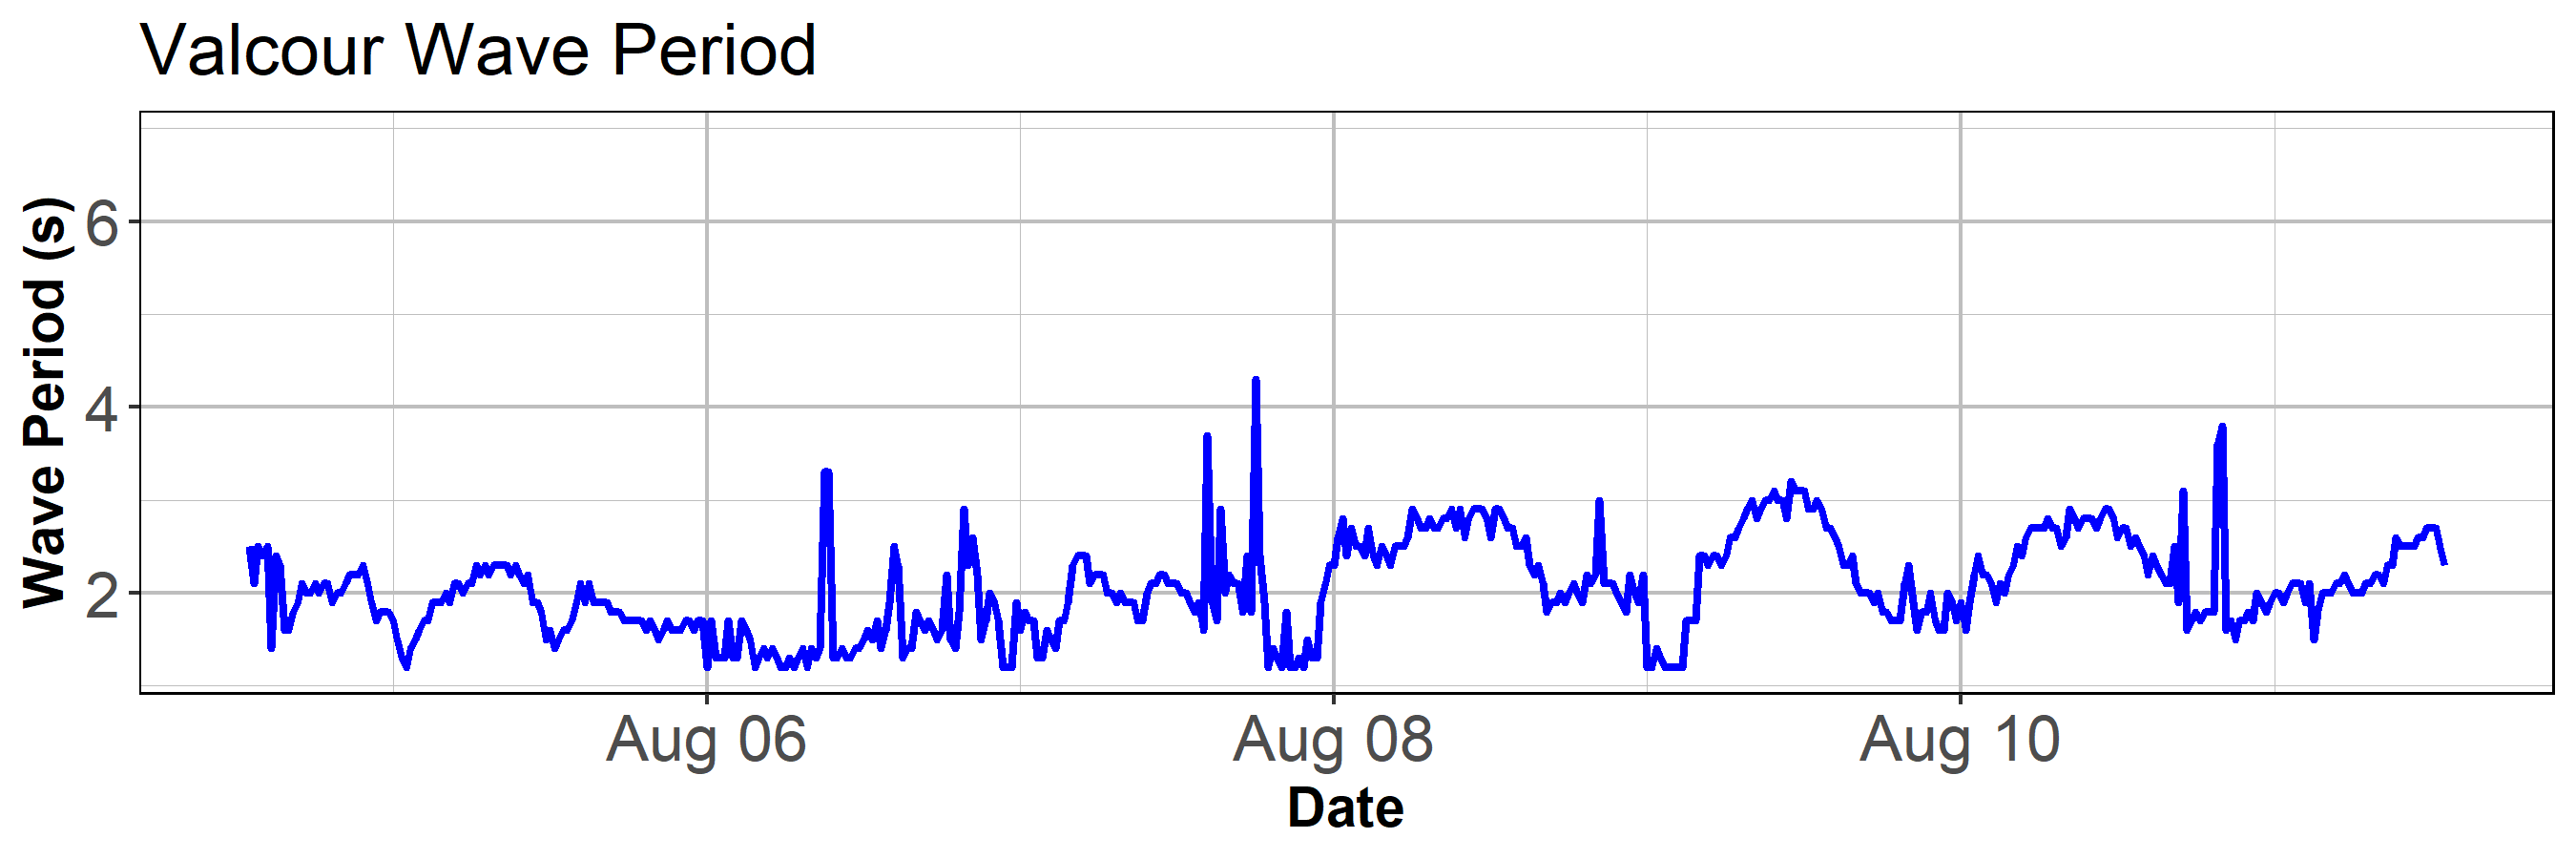 Valcour Wave Period
Wave Period (s)
6
4
2
Aug 06
Aug 08
Aug 10
Date